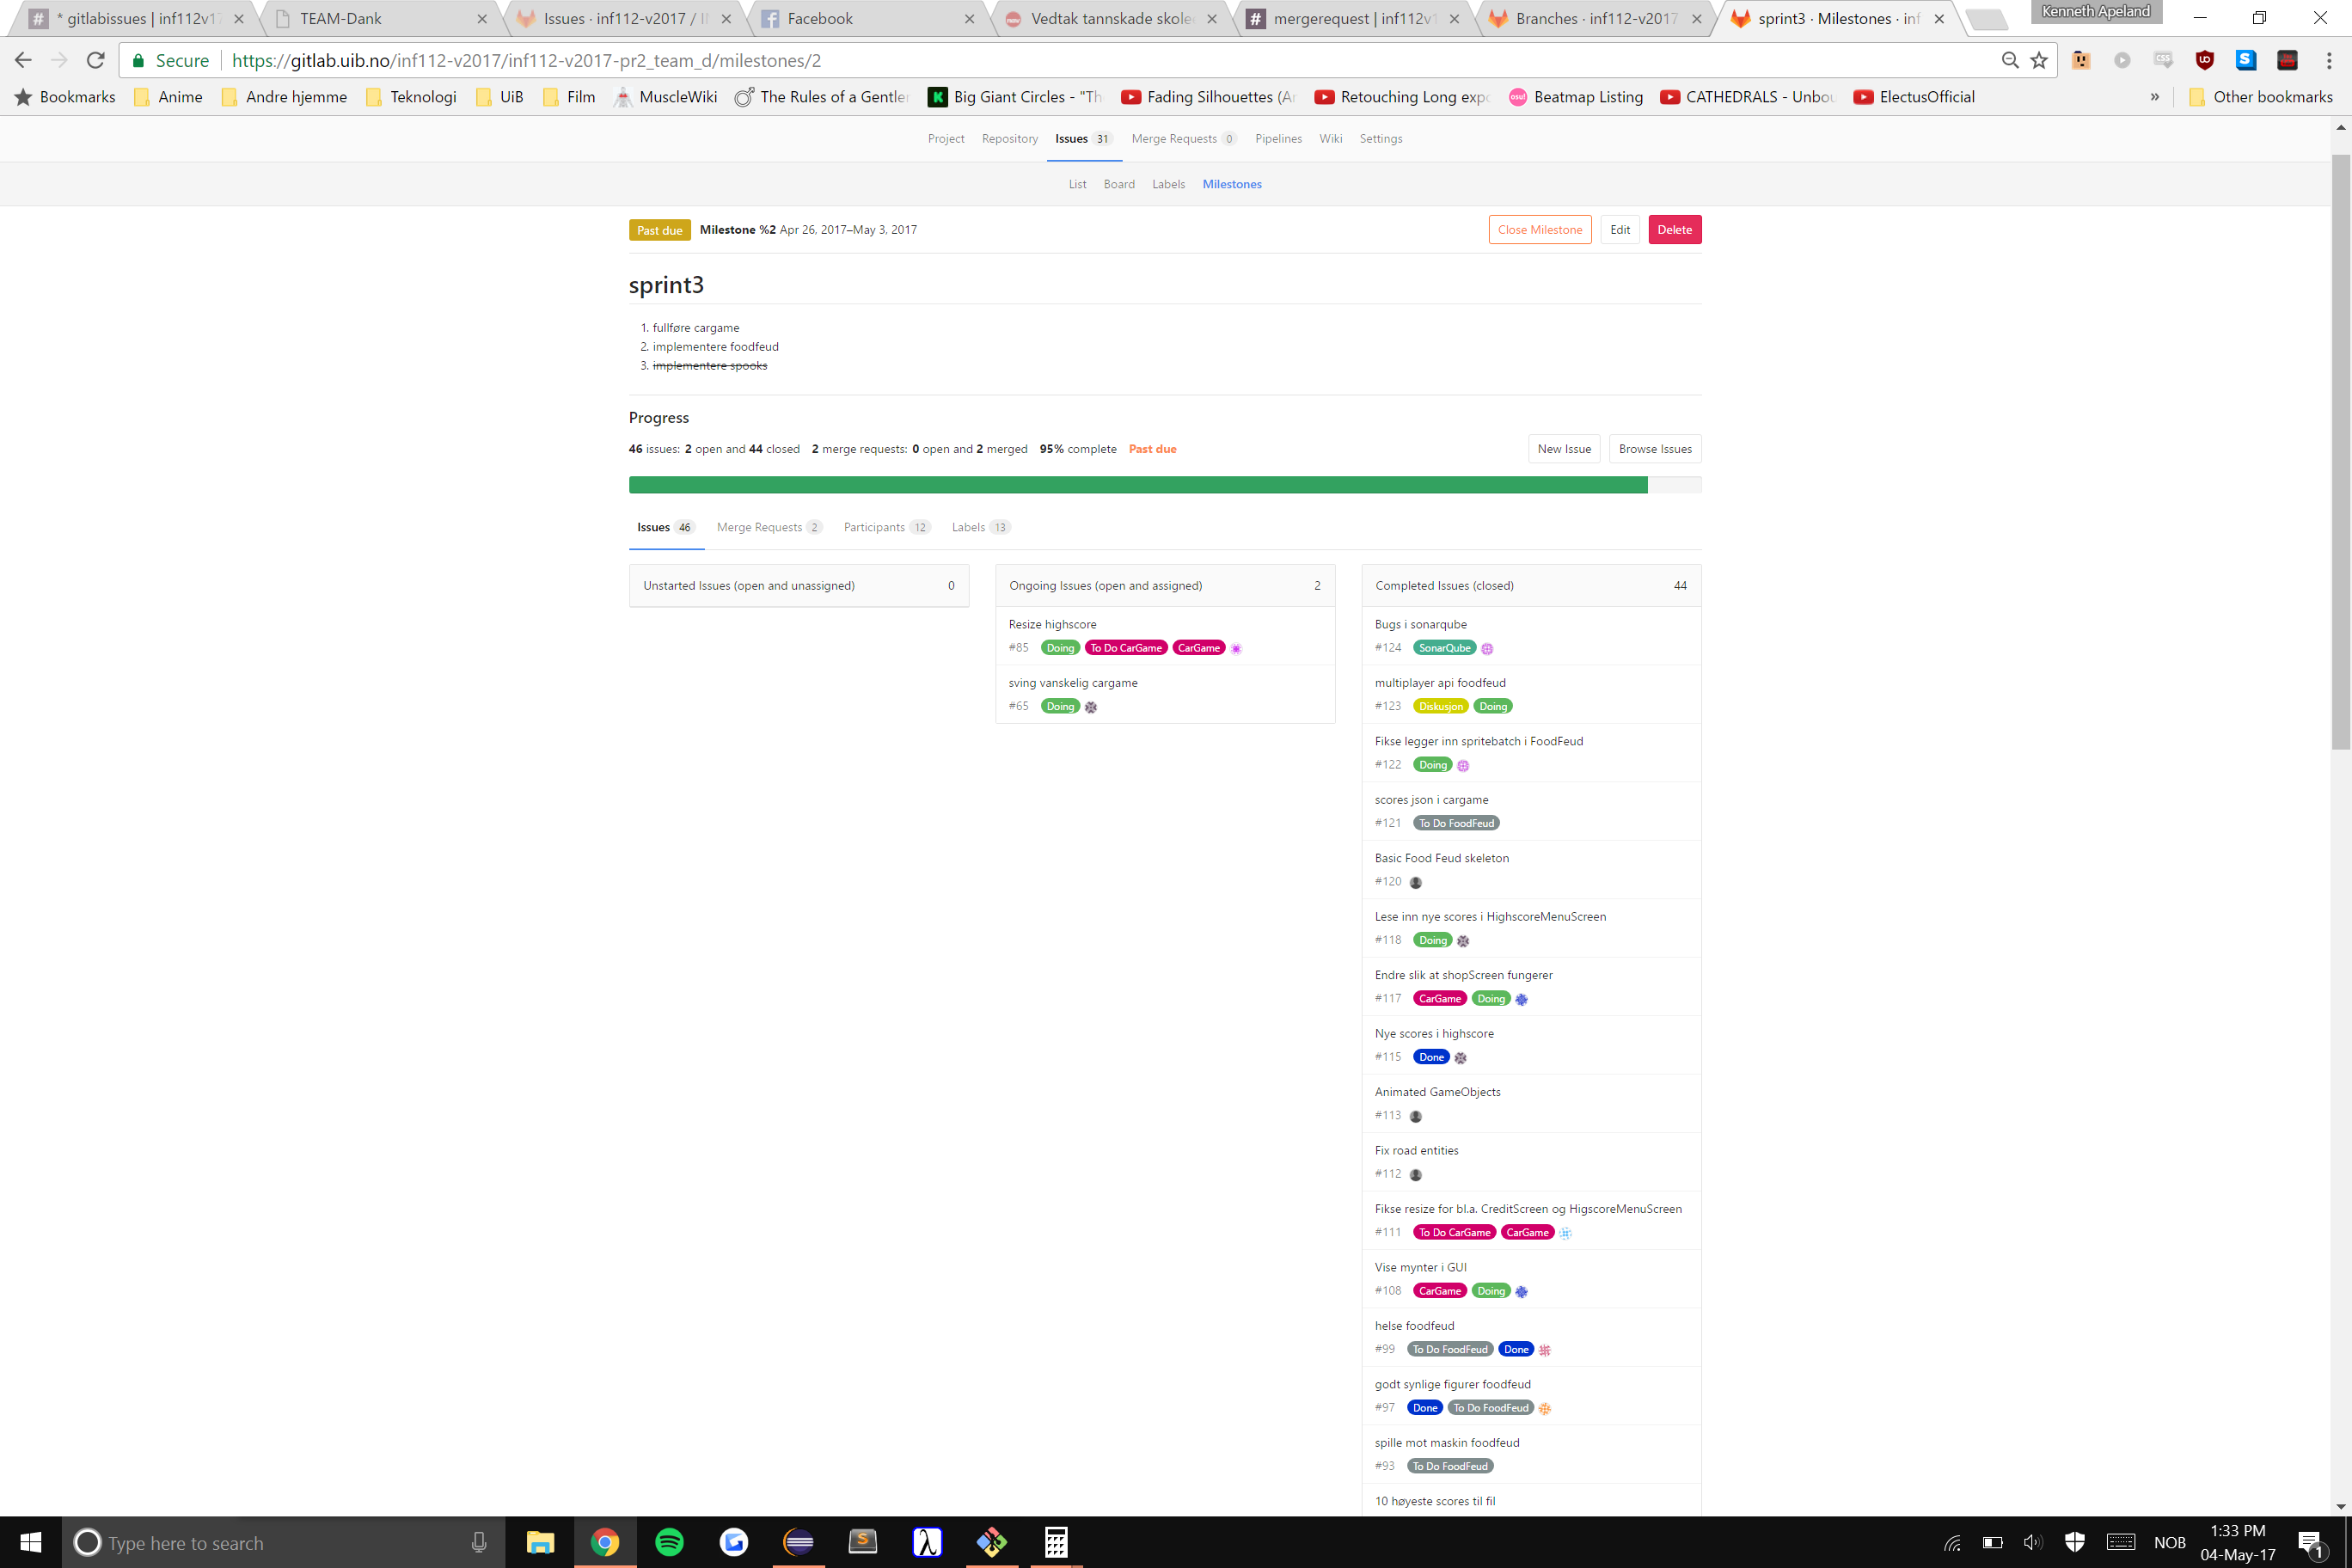 * gitlabissues | inf112v17
TEAM-Dank
Issues · inf112-v2017 / I
Facebook
Vedtak tannskade skole
mergerequest | inf112v1
Branches · inf112-v2017
sprint3 · Milestones · inf
Kenneth Apeland
Secure
https://gitlab.uib.no/inf112-v2017/inf112-v2017-pr2_team_d/milestones/2
Bookmarks
Anime
Andre hjemme
Teknologi
UiB
Film
MuscleWiki
The Rules of a Gentler
Big Giant Circles - "Th
Fading Silhouettes (A
Retouching Long exp
Beatmap Listing
CATHEDRALS - Unbou
ElectusOfficial
»
Other bookmarks
Project Repository Issues 31 Merge Requests 0 Pipelines Wiki Settings
List Board Labels Milestones
Past due Milestone %2 Apr 26, 2017–May 3, 2017 Close Milestone Edit Delete
sprint3
1. fullføre cargame
2. implementere foodfeud
3. implementere spooks
Progress
46 issues: 2 open and 44 closed 2 merge requests: 0 open and 2 merged 95% complete Past due New Issue Browse Issues
Issues 46 Merge Requests 2 Participants 12 Labels 13
Unstarted Issues (open and unassigned) 0
Ongoing Issues (open and assigned) 2
Resize highscore
#85 Doing To Do CarGame CarGame
sving vanskelig cargame
#65 Doing
Completed Issues (closed) 44
Bugs i sonarqube
#124 SonarQube
multiplayer api foodfeud
#123 Diskusjon Doing
Fikse legger inn spritebatch i FoodFeud
#122 Doing
scores json i cargame
#121 To Do FoodFeud
Basic Food Feud skeleton
#120
Lese inn nye scores i HighscoreMenuScreen
#118 Doing
Endre slik at shopScreen fungerer
#117 CarGame Doing
Nye scores i highscore
#115 Done
Animated GameObjects
#113
Fix road entities
#112
Fikse resize for bl.a. CreditScreen og HigscoreMenuScreen
#111 To Do CarGame CarGame
Vise mynter i GUI
#108 CarGame Doing
helse foodfeud
#99 To Do FoodFeud Done
godt synlige figurer foodfeud
#97 Done To Do FoodFeud
spille mot maskin foodfeud
#93 To Do FoodFeud
10 høyeste scores til fil
Type here to search
NOB
1:33 PM
04-May-17
1